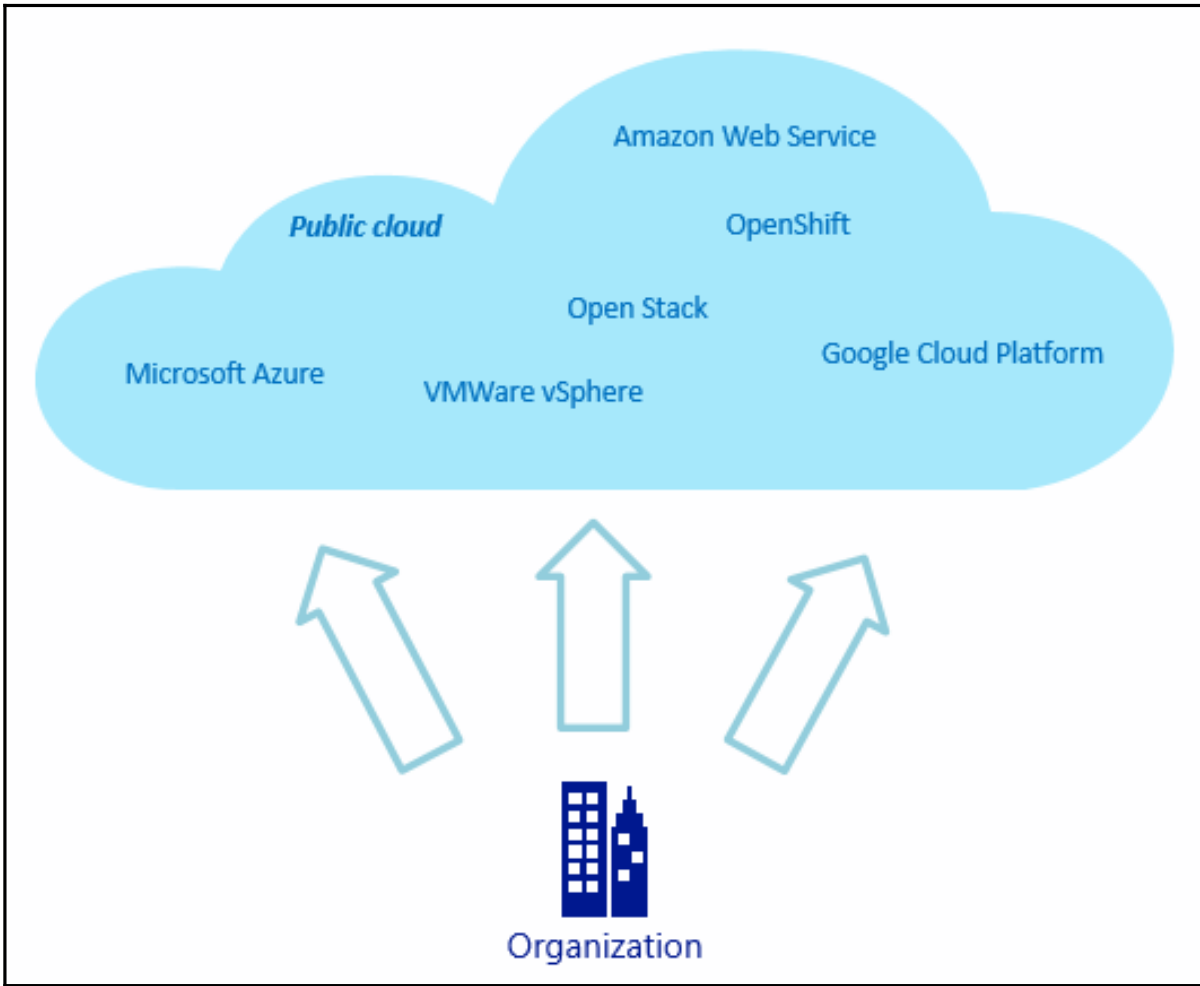 Amazon Web Service
Public cloud
OpenShift
Open Stack
Google Cloud Platform
Microsoft Azure
VMWare vSphere
Organization